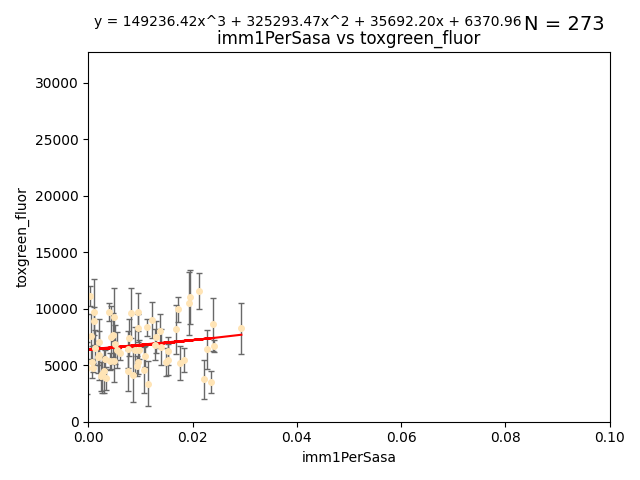 y = 149236.42x^3 + 325293.47x^2 + 35692.20x + 6370.96 N = 273
imm1PerSasa vs toxgreen_fluor
30000
25000
20000
15000
10000
5000
0
toxgreen_fluor
0.00 0.02 0.04 0.06 0.08 0.10
imm1PerSasa